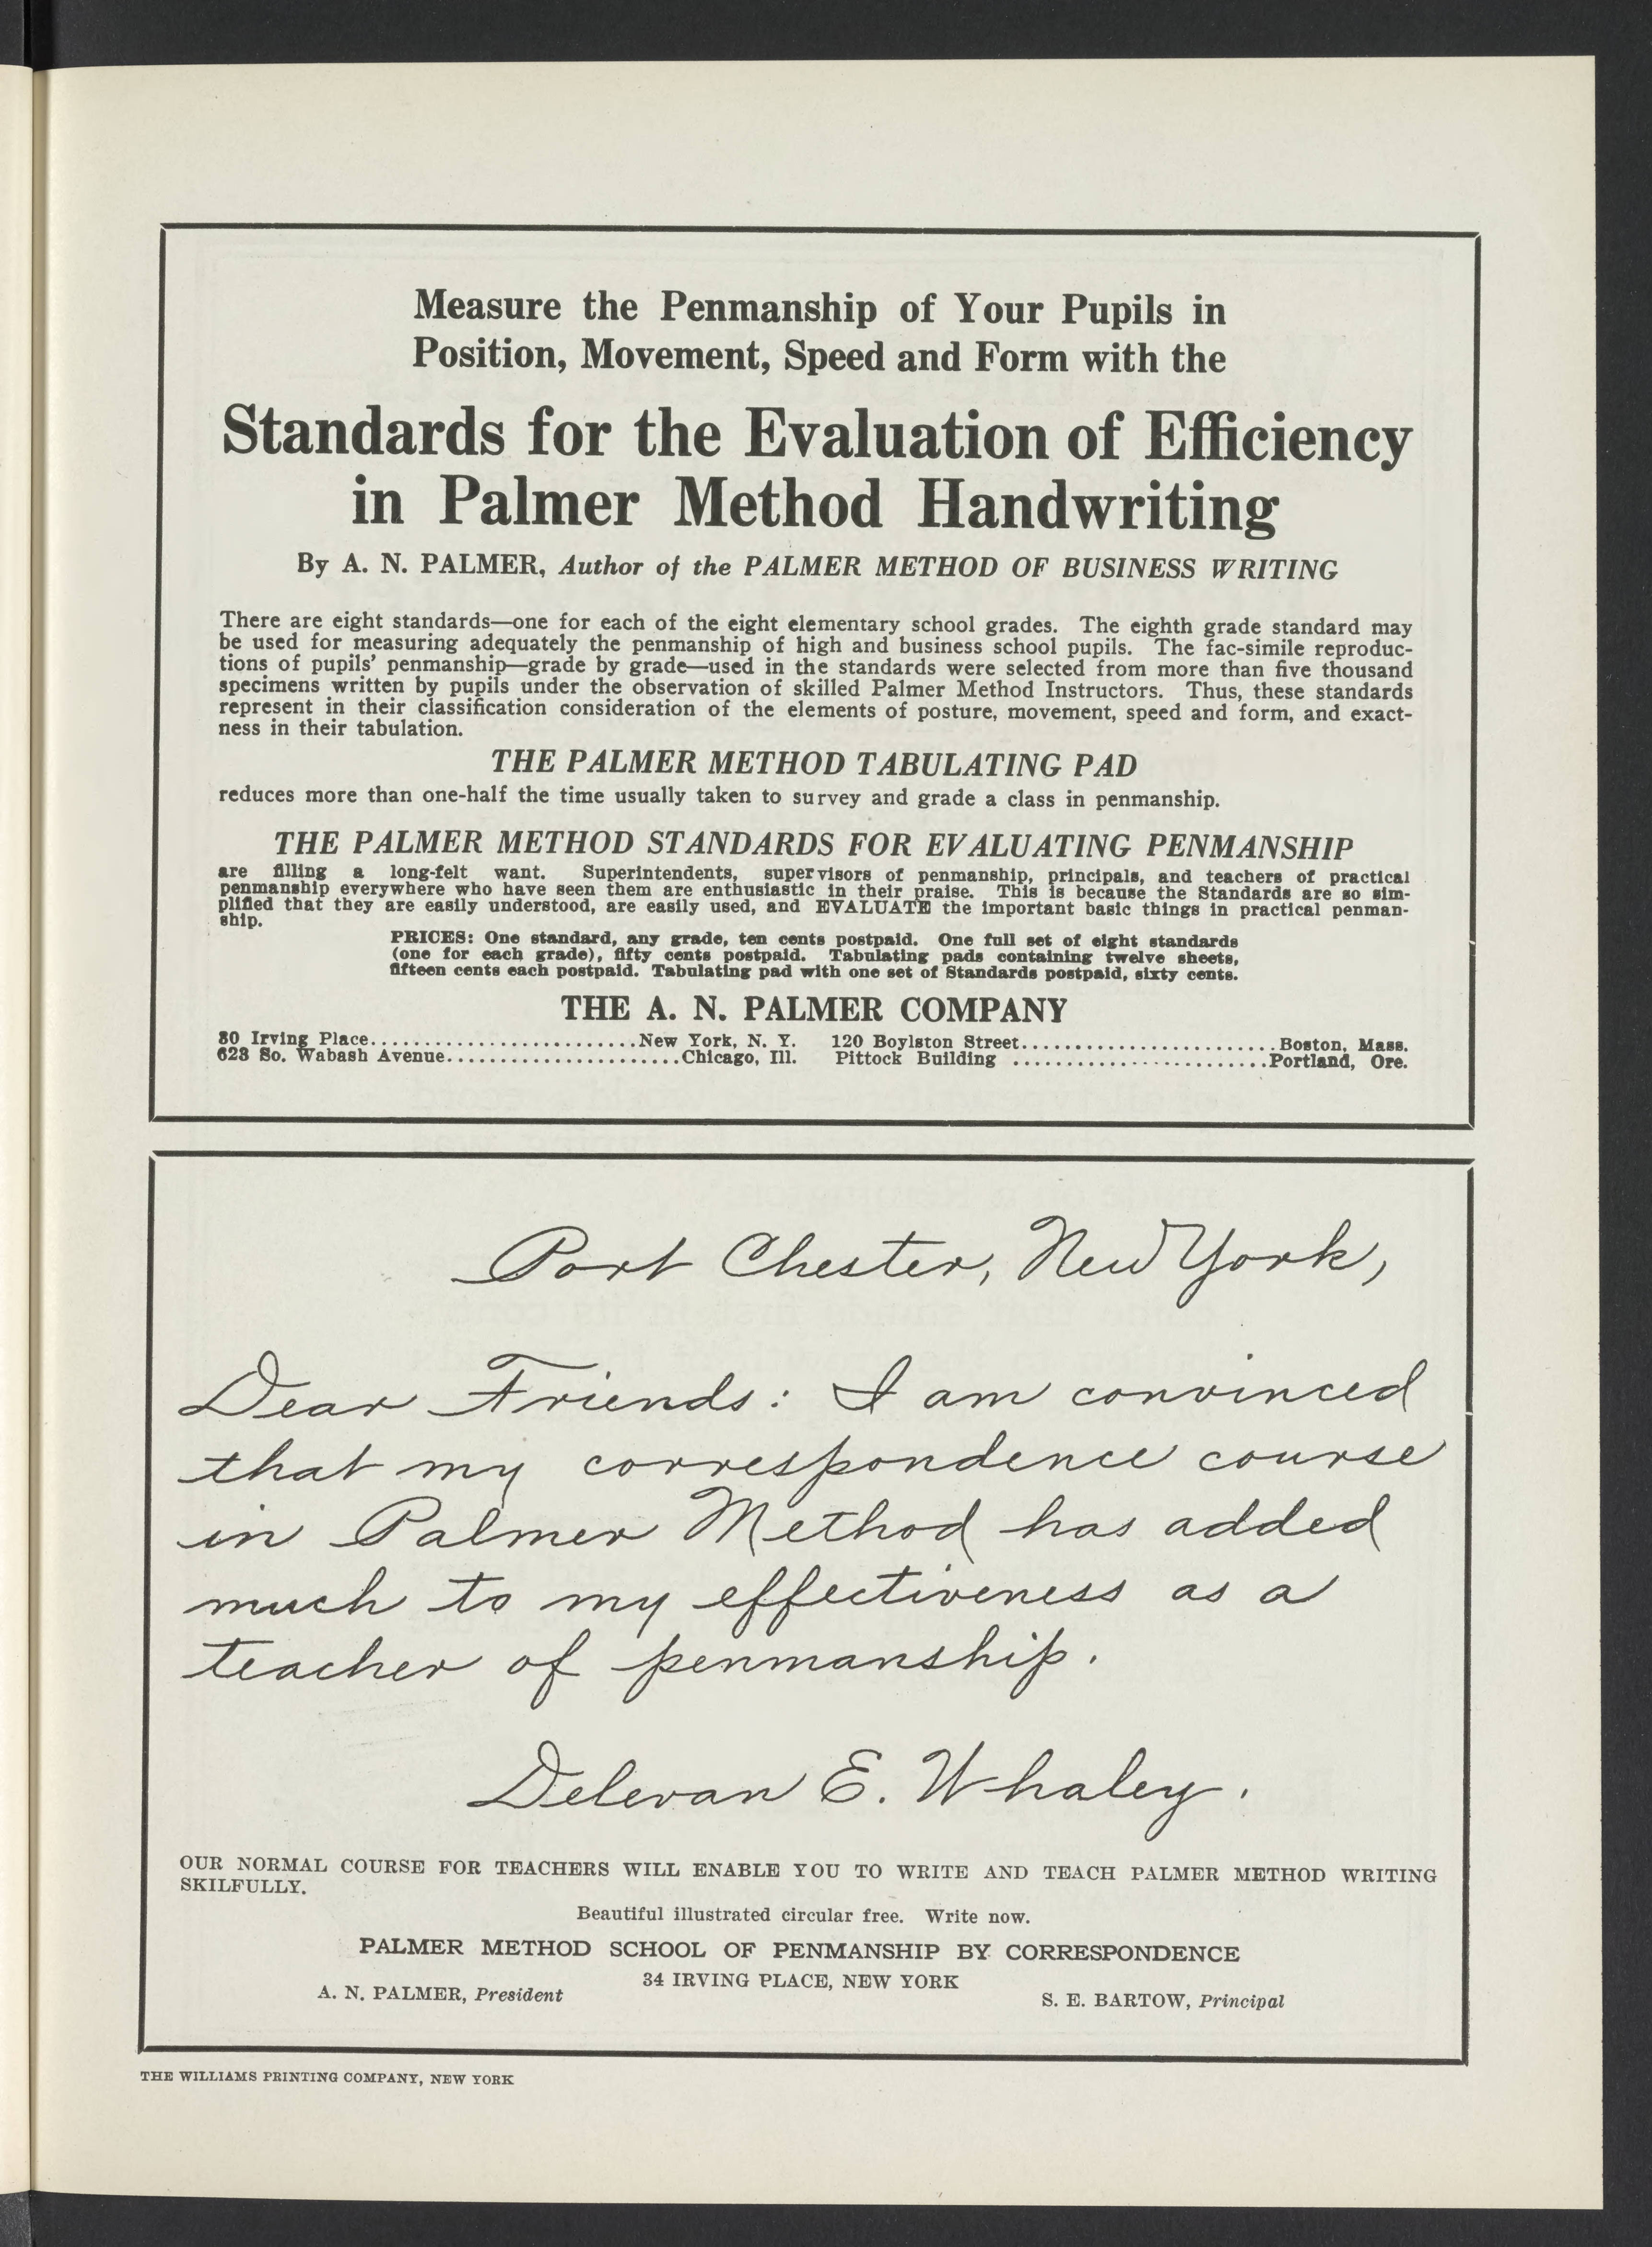 Measure the Penmanship of Your Pupils in
Position, Movement, Speed and Form with the
Standards for the Evaluation of Efficiency
in Palmer Method Handwriting
By A. N. PALMER, Author of the PALMER METHOD OF BUSINESS WRITING
There are eight standards—one for each of the eight elementary school grades. The eighth grade standard may
be used for measuring adequately the penmanship of high and business school pupils. The fac-simile reproduc-
tions of pupils' penmanship—grade by grade—used in the standards were selected from more than five thousand
specimens written by pupils under the observation of skilled Palmer Method Instructors. Thus, these standards
represent in their classification consideration of the elements of posture, movement, speed and form, and exact-
ness in their tabulation.
THE PALMER METHOD TABULATING PAD
reduces more than one-half the time usually taken to survey and grade a class in penmanship.
THE PALMER METHOD STANDARDS FOR EVALUATING PENMANSHIP
are filling a long-felt want. Superintendents, supervisors of penmanship, principals, and teachers of practical
penmanship everywhere who have seen them are enthusiastic in their praise. This is because the Standards are so sim-
plified that they are easily understood, are easily used, and EVALUATE the important basic things in practical penman-
ship.
PRICES: One standard, any grade, ten cents postpaid. One full set of eight standards
(one for each grade), fifty cents postpaid. Tabulating pads containing twelve sheets,
fifteen cents each postpaid. Tabulating pad with one set of Standards postpaid, sixty cents.
THE A. N. PALMER COMPANY
30 Irving Place.........................New York, N. Y. 120 Boylston Street........................Boston, Mass.
623 So. Wabash Avenue......................Chicago, Ill. Pittock Building ........................Portland, Ore.
Port Chester, New York,
Dear Friends: I am convinced
that my correspondence course
in Palmer Method has added
much to my effectiveness as a
teacher of penmanship.
Delevan E. Whaley.
OUR NORMAL COURSE FOR TEACHERS WILL ENABLE YOU TO WRITE AND TEACH PALMER METHOD WRITING
SKILFULLY.
Beautiful illustrated circular free. Write now.
PALMER METHOD SCHOOL OF PENMANSHIP BY CORRESPONDENCE
34 IRVING PLACE, NEW YORK
A. N. PALMER, President S. E. BARTOW, Principal
THE WILLIAMS PRINTING COMPANY, NEW YORK